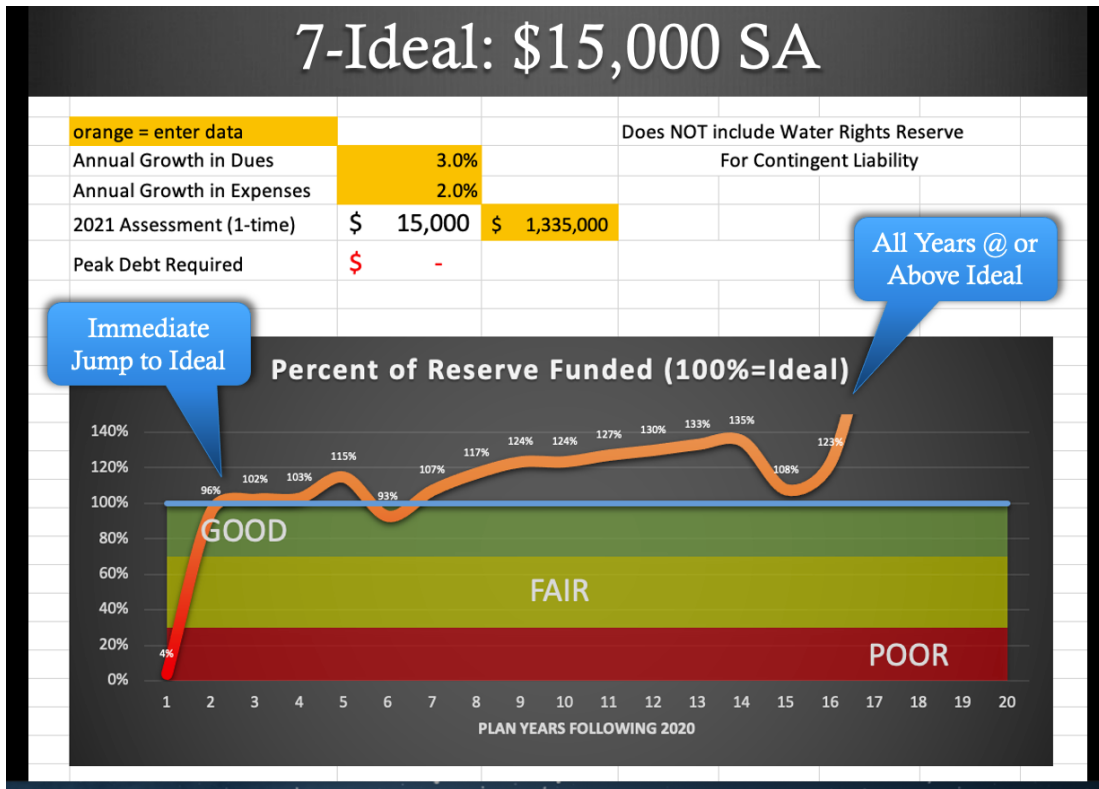 7-Ideal: $15,000 SA
orange = enter data
Does NOT include Water Rights Reserve
Annual Growth in Dues 3.0%
For Contingent Liability
Annual Growth in Expenses 2.0%
2021 Assessment (1-time) $ 15,000 $ 1,335,000
Peak Debt Required $ -
All Years @ or
Above Ideal
Immediate
Jump to Ideal
Percent of Reserve Funded (100%=Ideal)
140%
120%
100%
80%
60%
40%
20%
0%
4%
96%
102%
103%
115%
93%
107%
117%
124%
124%
127%
130%
133%
135%
108%
123%
GOOD
FAIR
POOR
1 2 3 4 5 6 7 8 9 10 11 12 13 14 15 16 17 18 19 20
PLAN YEARS FOLLOWING 2020